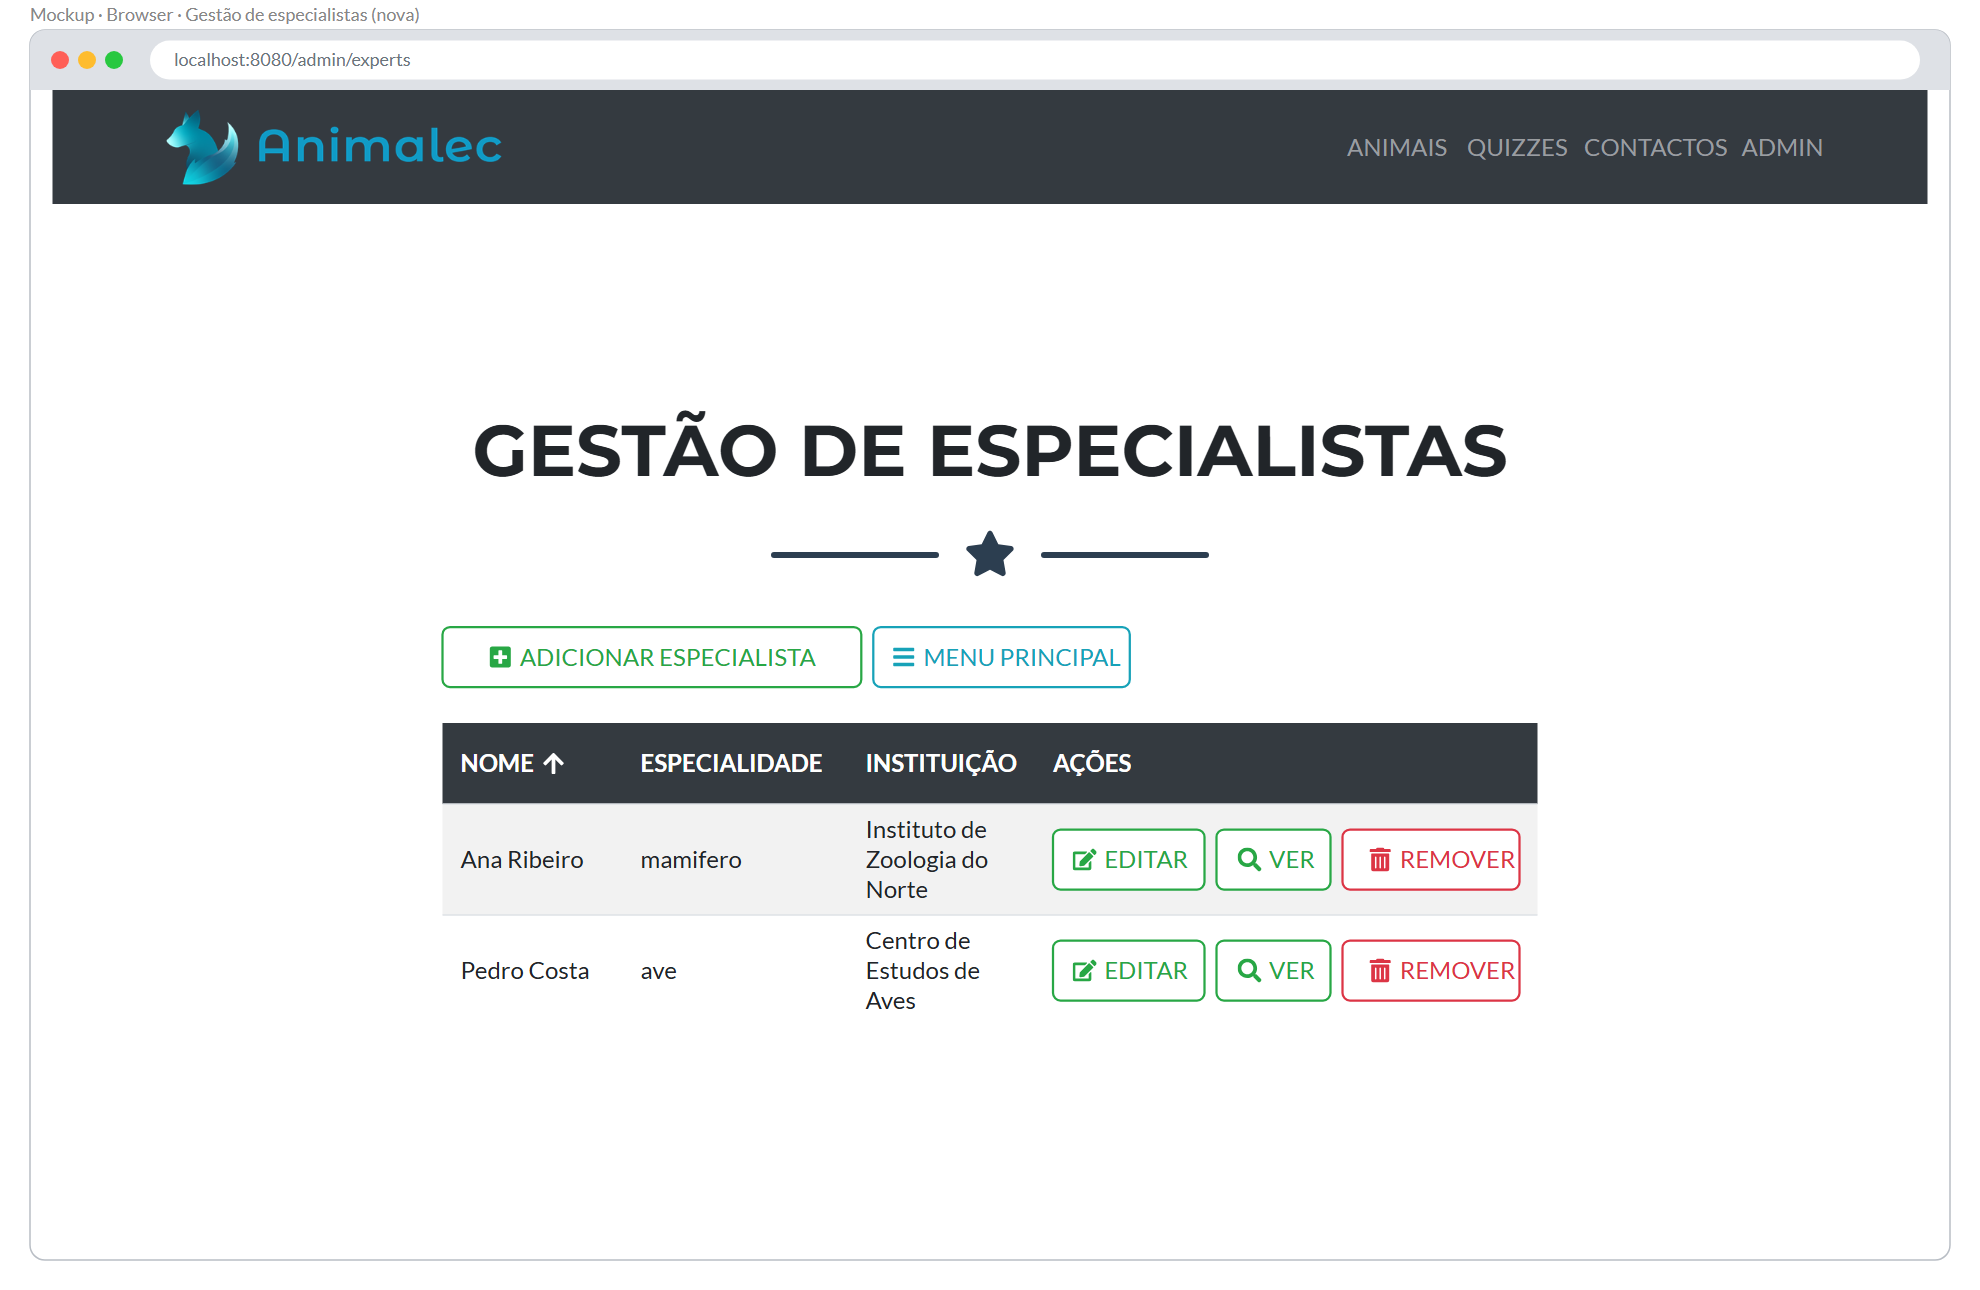 Mockup · Browser · Gestão de especialistas (nova)
localhost:8080/admin/experts
Animalec
ANIMAIS QUIZZES CONTACTOS ADMIN
GESTÃO DE ESPECIALISTAS
ADICIONAR ESPECIALISTA MENU PRINCIPAL
NOME ESPECIALIDADE INSTITUIÇÃO AÇÕES
Ana Ribeiro mamifero
Instituto de
Zoologia do
Norte
EDITAR VER REMOVER
Pedro Costa ave
Centro de
Estudos de
Aves
EDITAR VER REMOVER